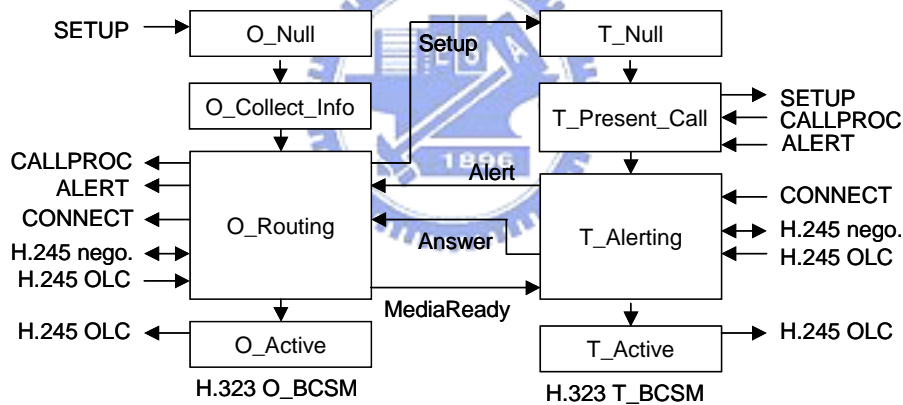 SETUP
O_Null
Setup
T_Null
O_Collect_Info
T_Present_Call
SETUP
CALLPROC
ALERT
CALLPROC
ALERT
CONNECT
H.245 nego.
H.245 OLC
O_Routing
1896
Alert
Answer
MediaReady
T_Alerting
CONNECT
H.245 nego.
H.245 OLC
H.245 OLC
O_Active
T_Active
H.245 OLC
H.323 O_BCSM
H.323 T_BCSM